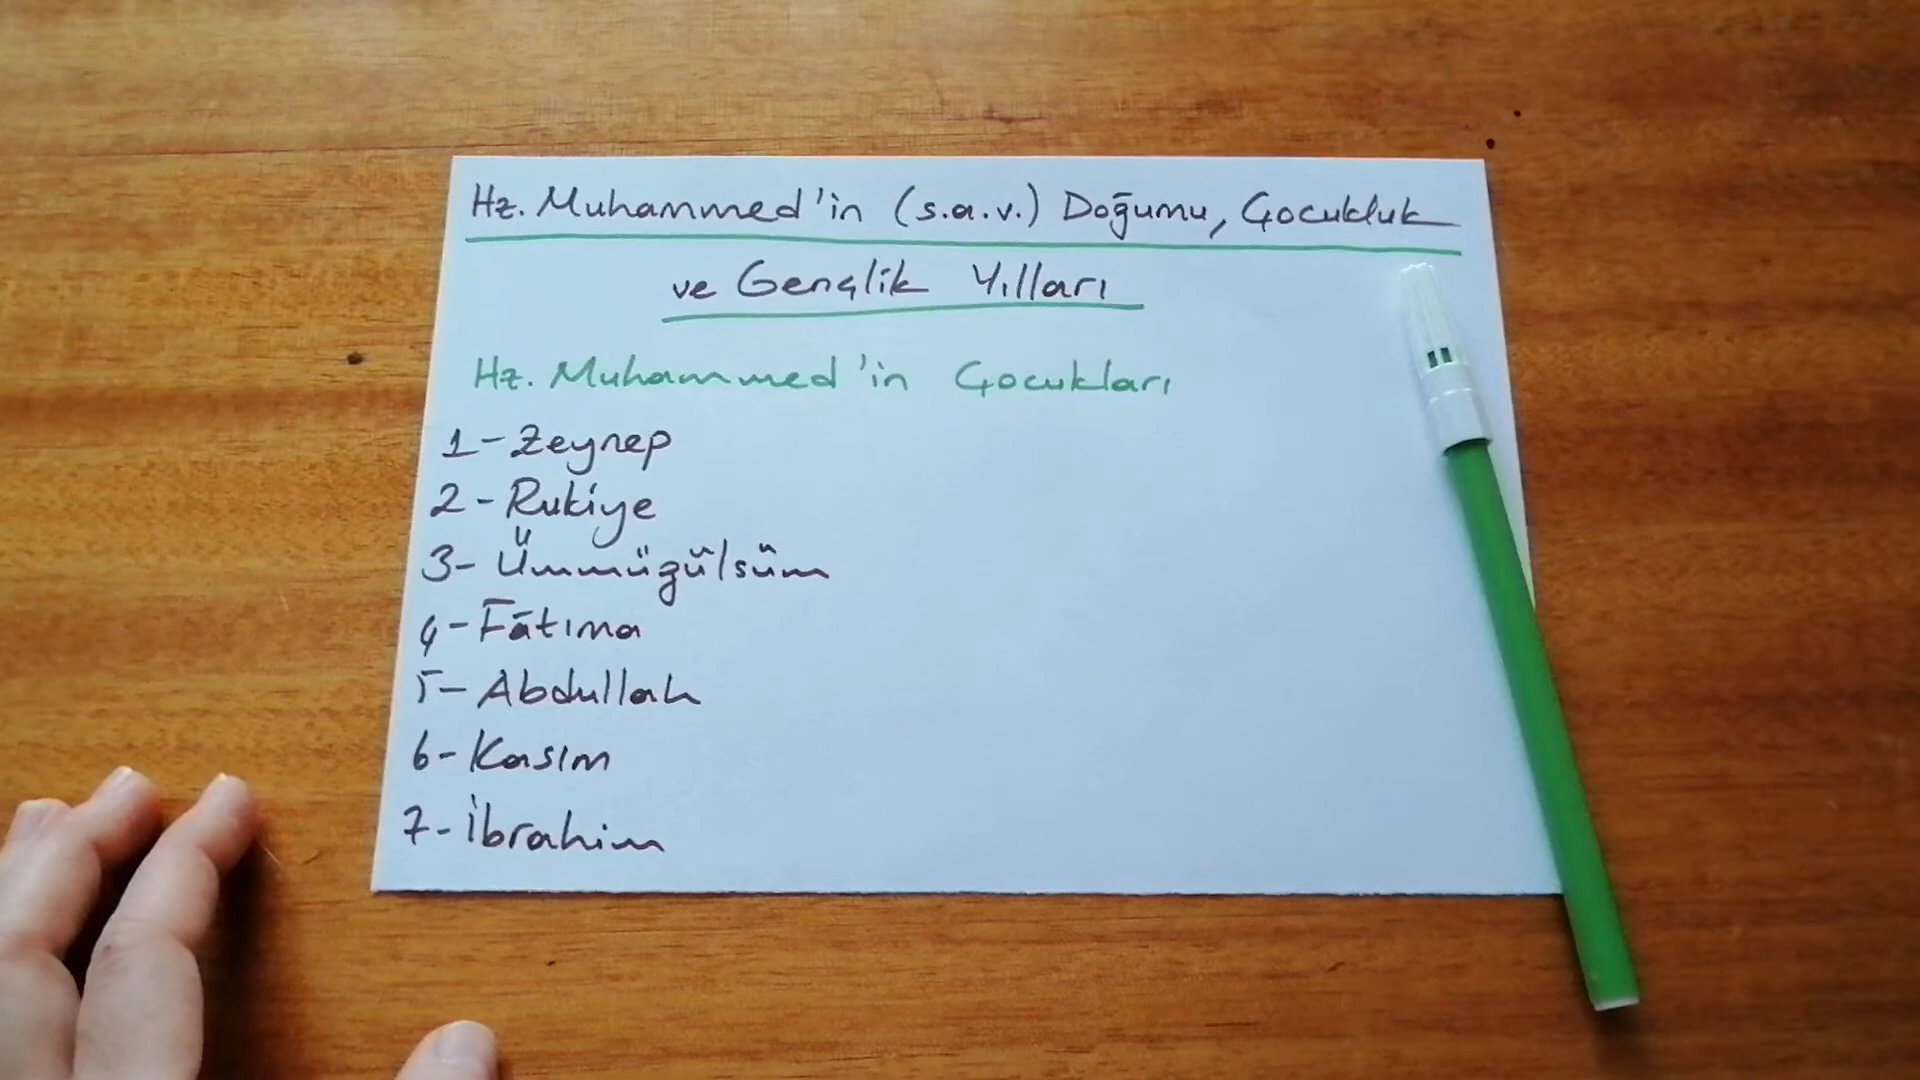 Hz. Muhammed'in (s.a.v.) Doğumu, Çocukluk
ve Gençlik Yılları
Hz. Muhammed'in Çocukları
1- Zeynep
2- Rukiye
3- Ümmügülsüm
4- Fātıma
5- Abdullah
6- Kasım
7- İbrahim